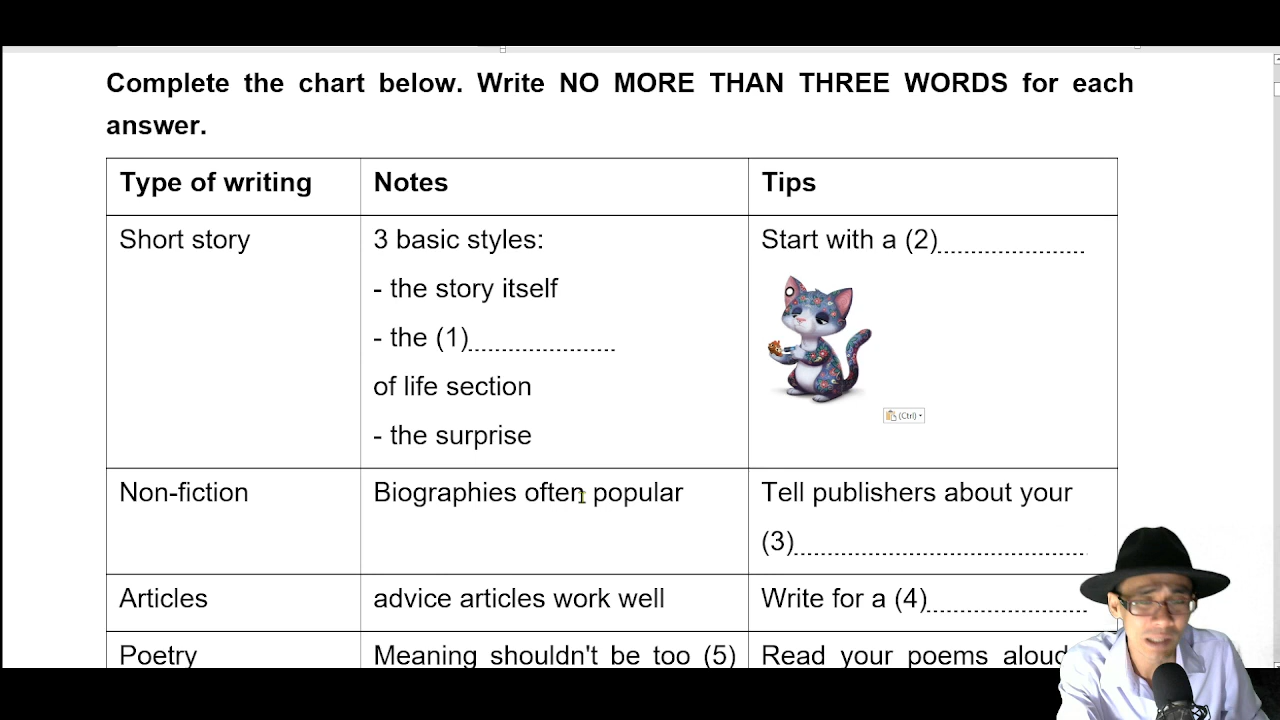 Complete the chart below. Write NO MORE THAN THREE WORDS for each
answer.
Type of writing Notes Tips
Short story 3 basic styles: Start with a (2)
- the story itself
- the (1)
of life section
- the surprise
(Ctrl)
Non-fiction Biographies often popular Tell publishers about your
(3)
Articles advice articles work well Write for a (4)
Poetry Meaning shouldn't be too (5) Read your poems aloud